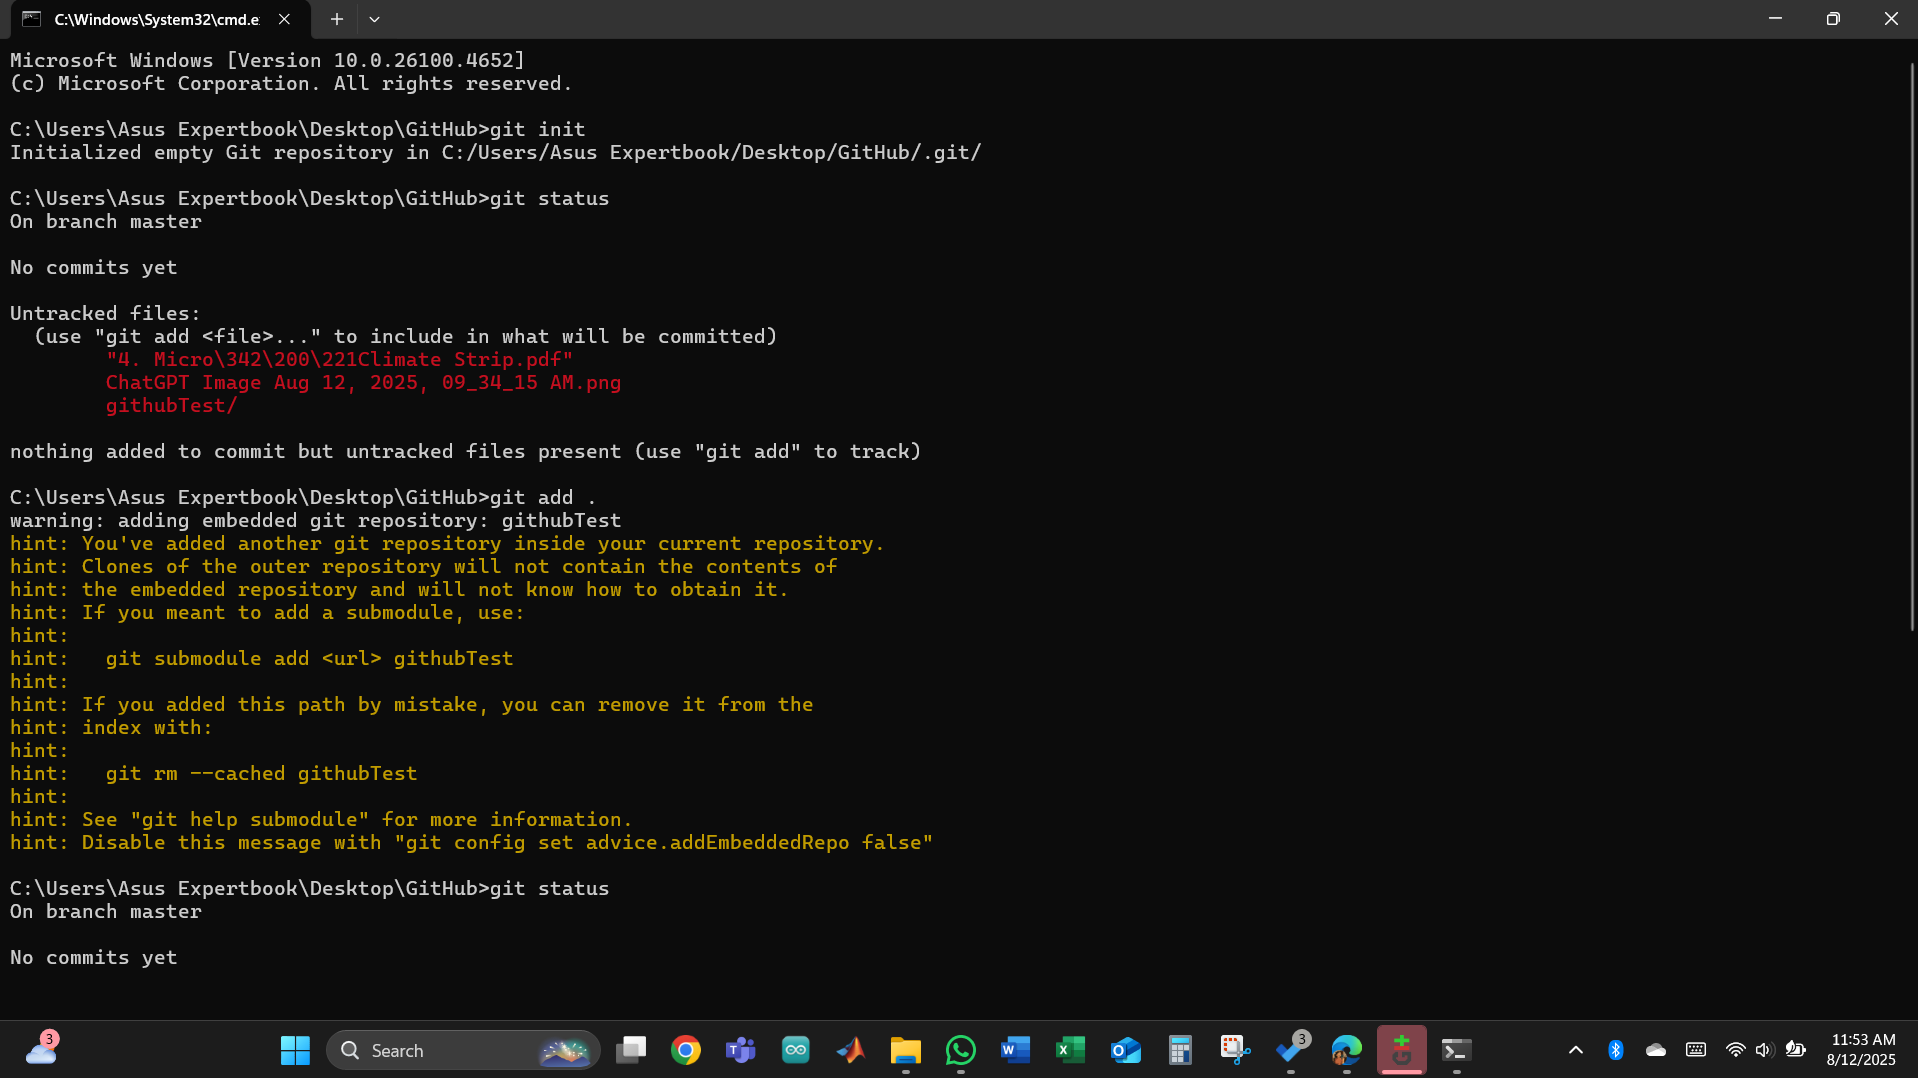 C:\Windows\System32\cmd.e
Microsoft Windows [Version 10.0.26100.4652]
(c) Microsoft Corporation. All rights reserved.
C:\Users\Asus Expertbook\Desktop\GitHub>git init
Initialized empty Git repository in C:/Users/Asus Expertbook/Desktop/GitHub/.git/
C:\Users\Asus Expertbook\Desktop\GitHub>git status
On branch master
No commits yet
Untracked files:
  (use "git add <file>..." to include in what will be committed)
        "4. Micro\342\200\221Climate Strip.pdf"
        ChatGPT Image Aug 12, 2025, 09_34_15 AM.png
        githubTest/
nothing added to commit but untracked files present (use "git add" to track)
C:\Users\Asus Expertbook\Desktop\GitHub>git add .
warning: adding embedded git repository: githubTest
hint: You've added another git repository inside your current repository.
hint: Clones of the outer repository will not contain the contents of
hint: the embedded repository and will not know how to obtain it.
hint: If you meant to add a submodule, use:
hint:
hint:   git submodule add <url> githubTest
hint:
hint: If you added this path by mistake, you can remove it from the
hint: index with:
hint:
hint:   git rm --cached githubTest
hint:
hint: See "git help submodule" for more information.
hint: Disable this message with "git config set advice.addEmbeddedRepo false"
C:\Users\Asus Expertbook\Desktop\GitHub>git status
On branch master
No commits yet
3
Search
3
11:53 AM
8/12/2025